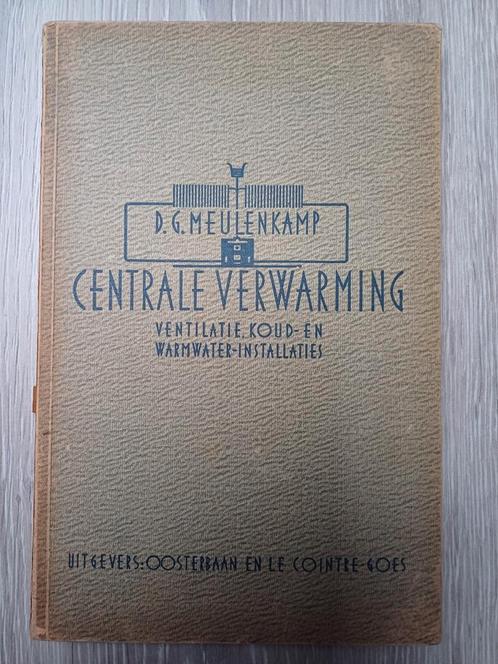 D.G. MEULENKAMP
CENTRALE VERWARMING
VENTILATIE, KOUD- EN
WARMWATER-INSTALLATIES
UITGEVERS: OOSTERBAAN EN LE COINTRE-GOES